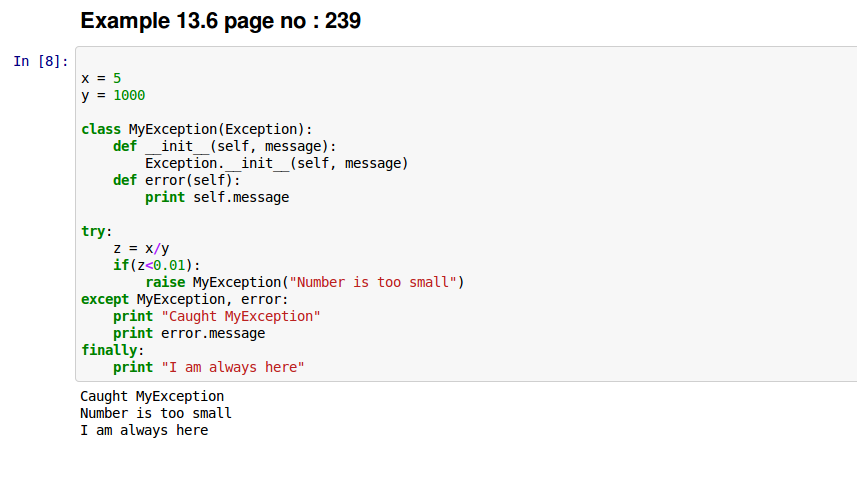 Example 13.6 page no : 239
In [8]:
x = 5
y = 1000
class MyException(Exception):
    def __init__(self, message):
        Exception.__init__(self, message)
    def error(self):
        print self.message
try:
    z = x/y
    if(z<0.01):
        raise MyException("Number is too small")
except MyException, error:
    print "Caught MyException"
    print error.message
finally:
    print "I am always here"
Caught MyException
Number is too small
I am always here